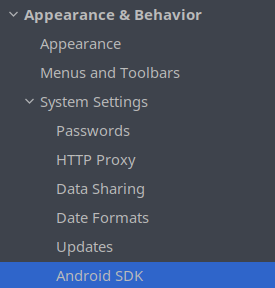 Appearance & Behavior
Appearance
Menus and Toolbars
System Settings
Passwords
HTTP Proxy
Data Sharing
Date Formats
Updates
Android SDK